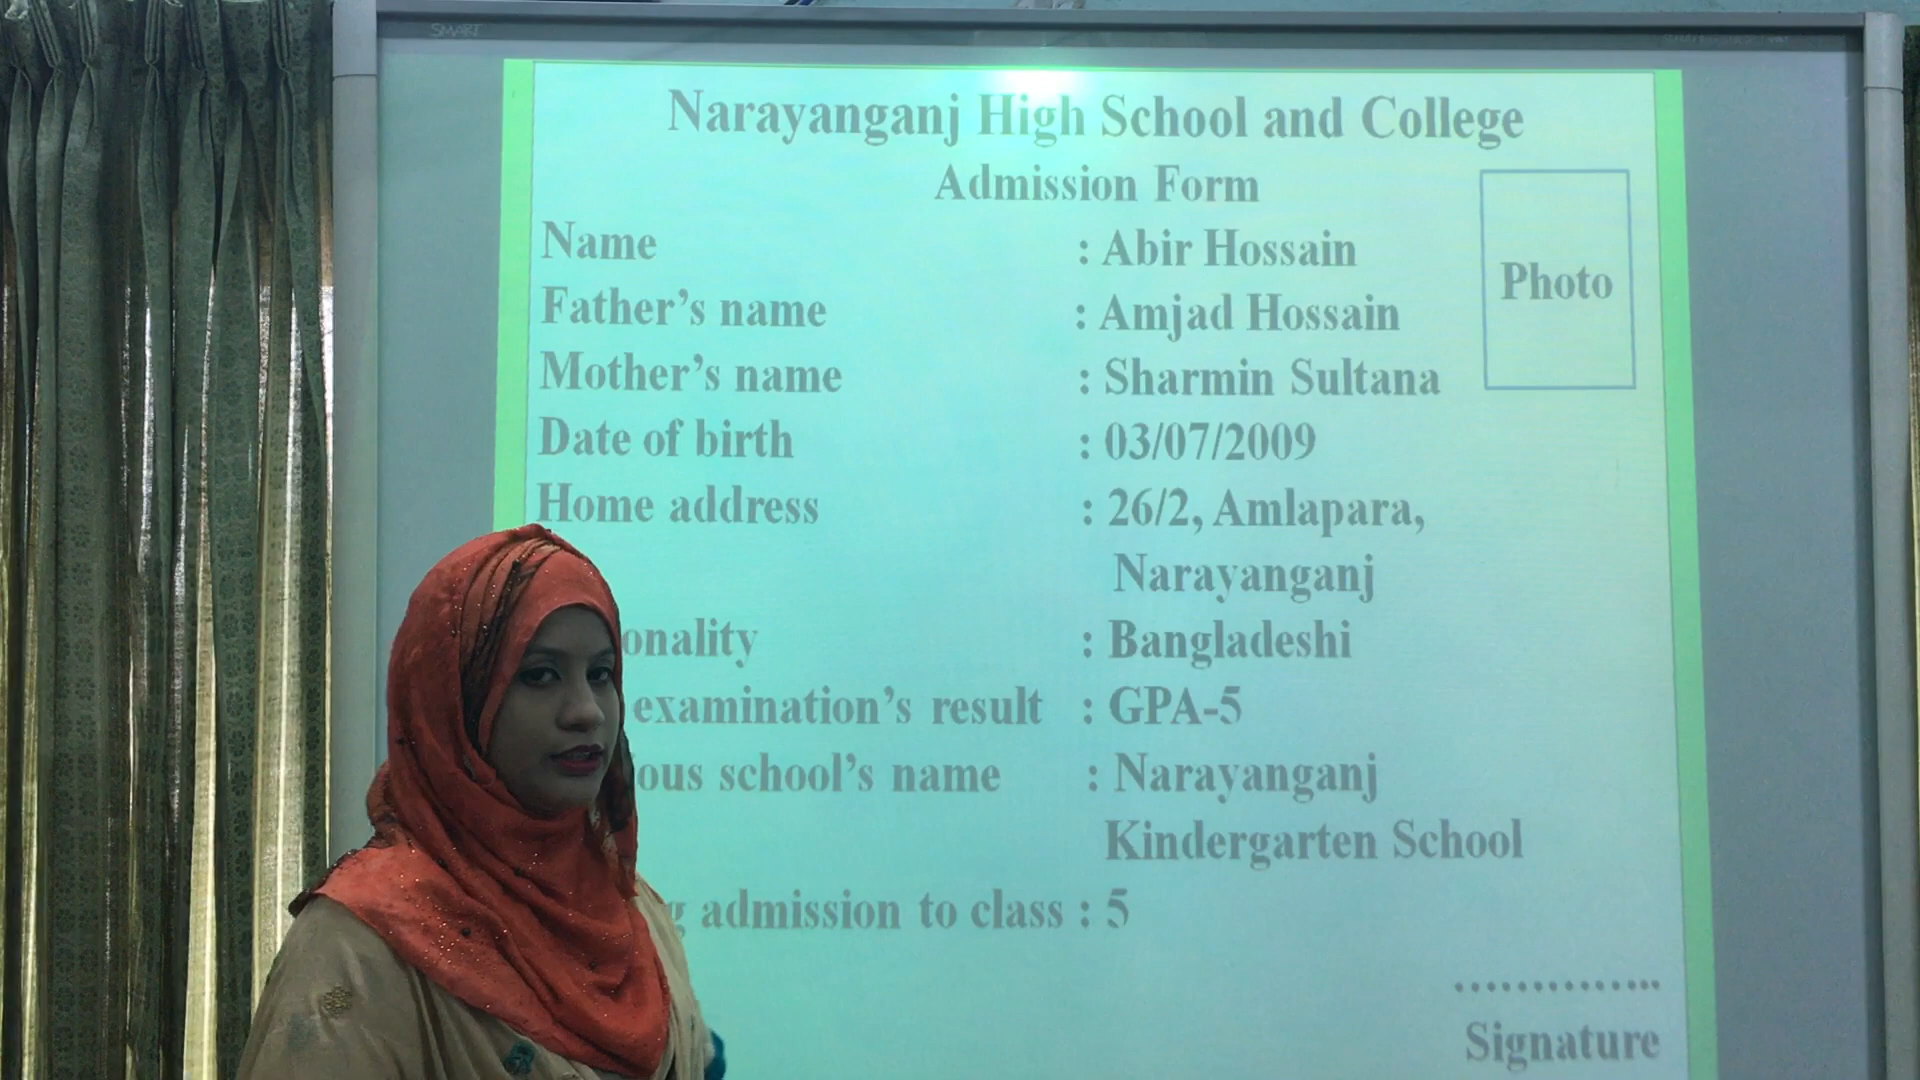 SMART
Narayanganj High School and College
Admission Form
Name : Abir Hossain
Photo
Father’s name : Amjad Hossain
Mother’s name : Sharmin Sultana
Date of birth : 03/07/2009
Home address : 26/2, Amlapara,
Narayanganj
onality : Bangladeshi
examination’s result : GPA-5
ous school’s name : Narayanganj
Kindergarten School
g admission to class : 5
..............
Signature